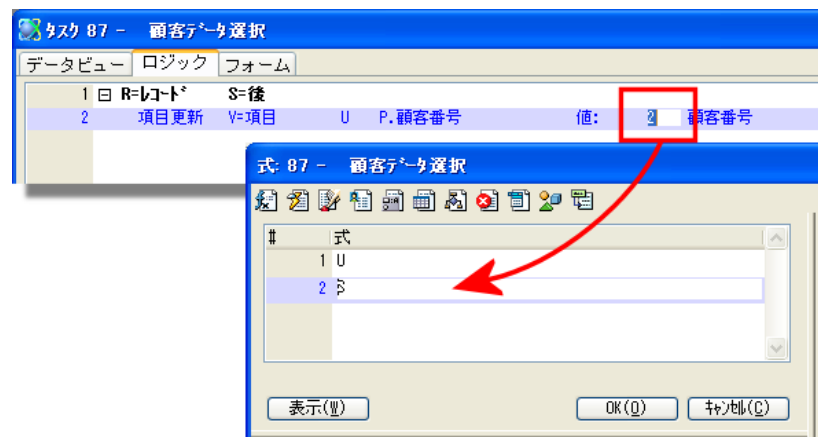 タスク 87 - 顧客データ選択
データビュー ロジック フォーム
1 R=レコード S=後
2 項目更新 V=項目 U P.顧客番号 値: 2 顧客番号
式: 87 - 顧客データ選択
# 式
1 U
2 S
表示(W) OK(O) キャンセル(C)